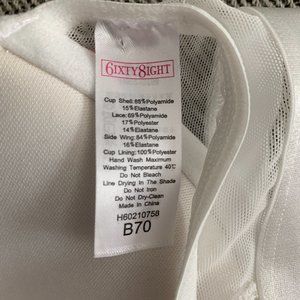 6IXTY8IGHT
Cup Shell:85%Polyamide
15%Elastane
Lace:69%Polyamide
17%Polyester
14%Elastane
Side Wing:84%Polyamide
16%Elastane
Cup Lining:100%Polyester
Hand Wash Maximum
Washing Temperature 40℃
Do Not Bleach
Line Drying In The Shade
Do Not Iron
Do Not Dry-Clean
Made In China
H60210758
B70